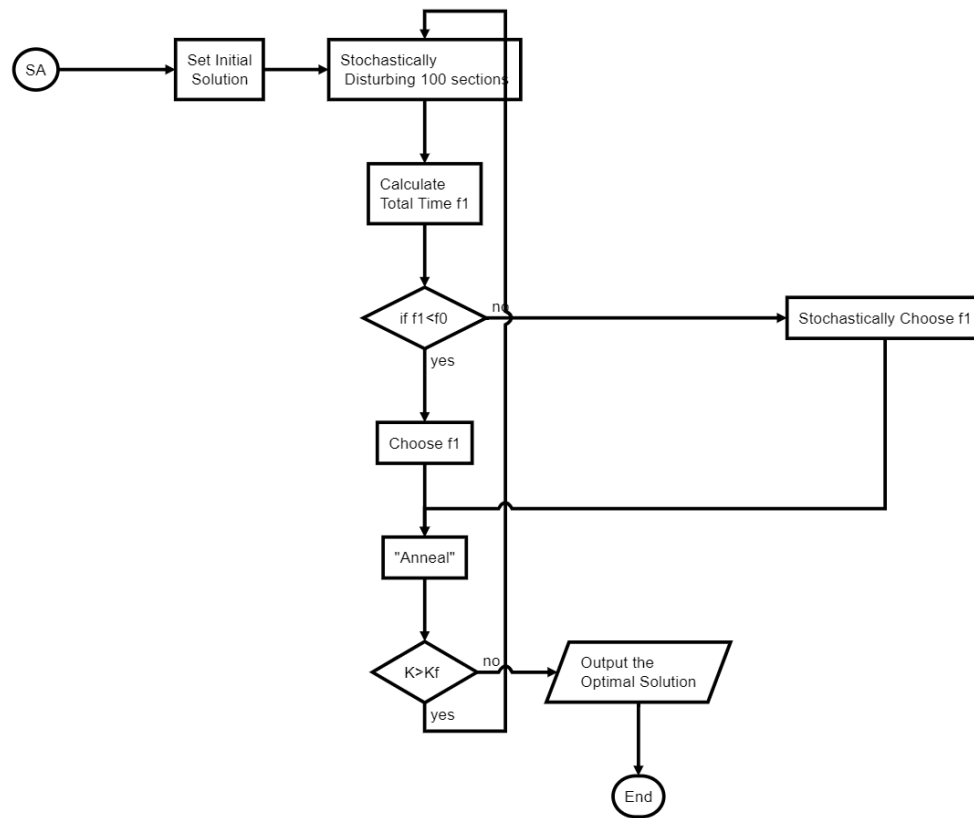 SA
Set Initial
Solution
Stochastically
Disturbing 100 sections
Calculate
Total Time f1
if f1<f0
no
Stochastically Choose f1
yes
Choose f1
"Anneal"
K>Kf
no
Output the
Optimal Solution
yes
End